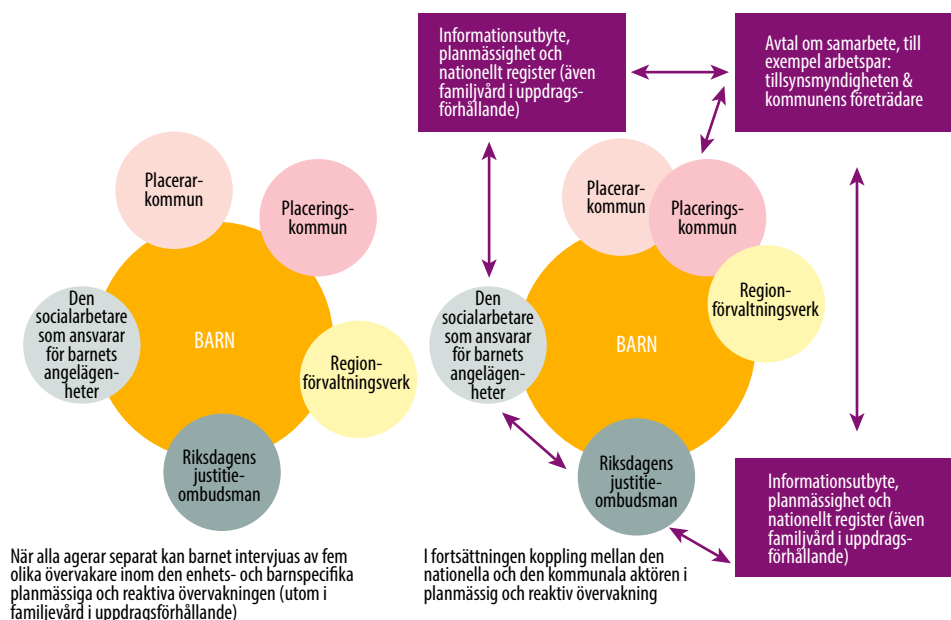 Placerar-
kommun
Placerings-
kommun
Den
socialarbetare
som ansvarar
för barnets
angelägen-
heter
BARN
Region-
förvaltningsverk
Riksdagens
justitie-
ombudsman
När alla agerar separat kan barnet intervjuas av fem
olika övervakare inom den enhets- och barnspecifika
planmässiga och reaktiva övervakningen (utom i
familjevård i uppdragsförhållande)
Informationsutbyte,
planmässighet och
nationellt register (även
familjvård i uppdrags-
förhållande)
Avtal om samarbete, till
exempel arbetspar:
tillsynsmyndigheten &
kommunens företrädare
Placerar-
kommun
Placerings-
kommun
Region-
förvaltningsverk
Den
socialarbetare
som ansvarar
för barnets
angelägen-
heter
BARN
Riksdagens
justitie-
ombudsman
Informationsutbyte,
planmässighet och
nationellt register (även
familjvård i uppdrags-
förhållande)
I fortsättningen koppling mellan den
nationella och den kommunala aktören i
planmässig och reaktiv övervakning